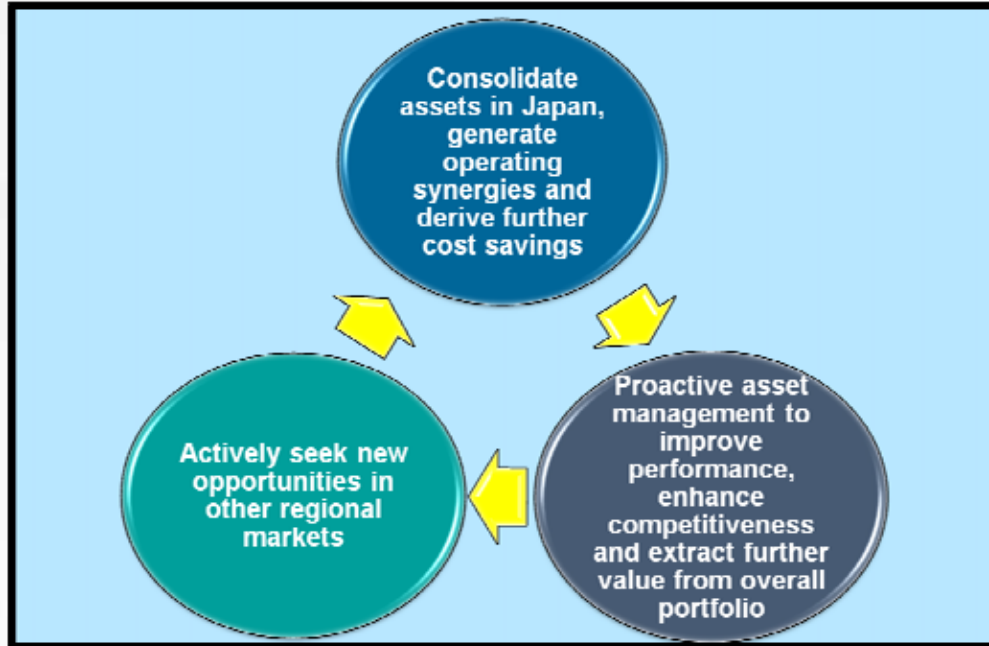 Consolidate
assets in Japan,
generate
operating
synergies and
derive further
cost savings
Proactive asset
management to
improve
performance,
enhance
competitiveness
and extract further
value from overall
portfolio
Actively seek new
opportunities in
other regional
markets